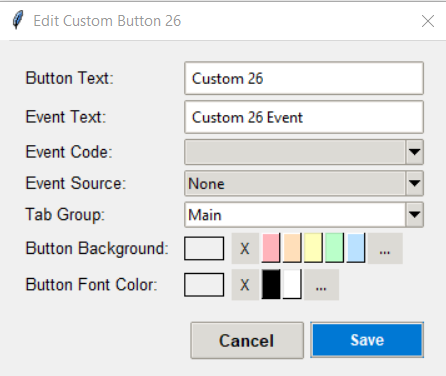 Edit Custom Button 26
Button Text: Custom 26
Event Text: Custom 26 Event
Event Code:
Event Source: None
Tab Group: Main
Button Background: X ...
Button Font Color: X ...
Cancel Save